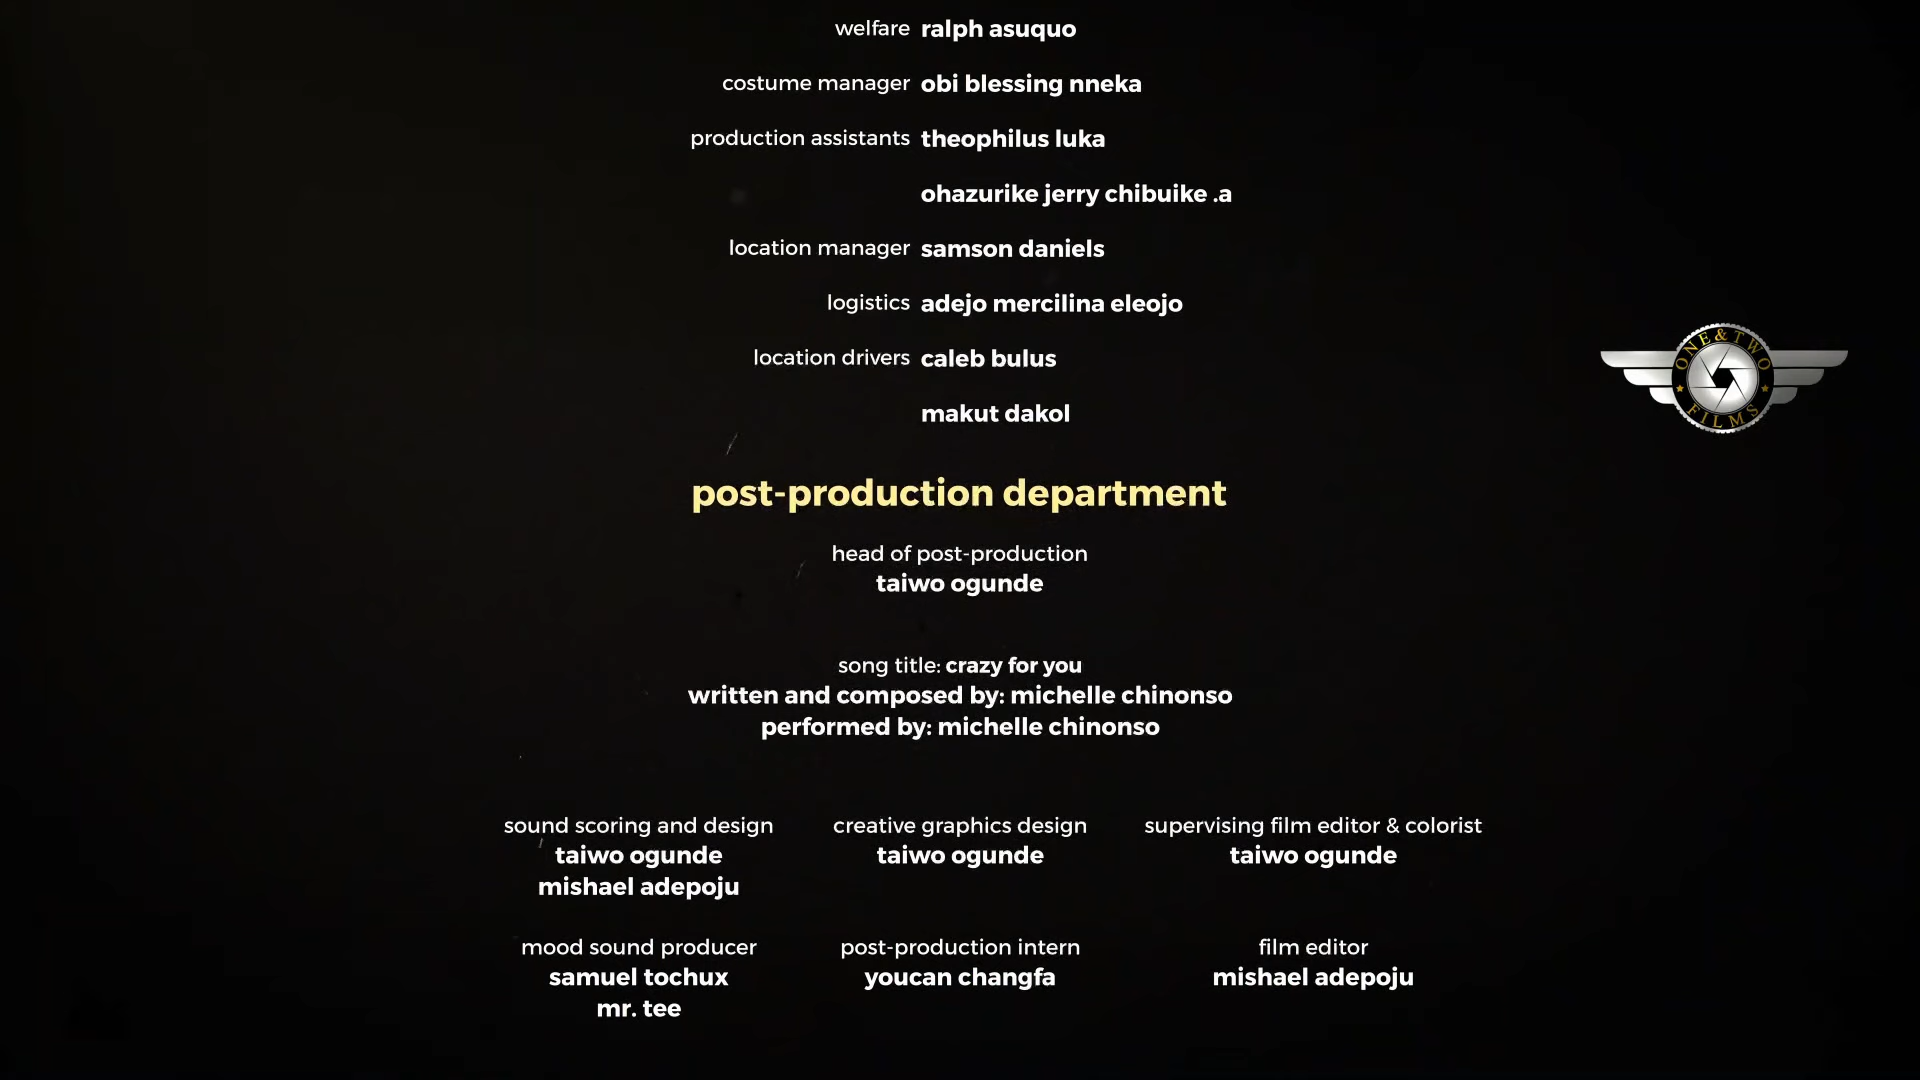 welfare ralph asuquo
costume manager obi blessing nneka
production assistants theophilus luka
ohazurike jerry chibuike .a
location manager samson daniels
logistics adejo mercilina eleojo
location drivers caleb bulus
makut dakol
ONE & TWO
FILMS
post-production department
head of post-production
taiwo ogunde
song title: crazy for you
written and composed by: michelle chinonso
performed by: michelle chinonso
sound scoring and design
taiwo ogunde
mishael adepoju
creative graphics design
taiwo ogunde
supervising film editor & colorist
taiwo ogunde
mood sound producer
samuel tochux
mr. tee
post-production intern
youcan changfa
film editor
mishael adepoju